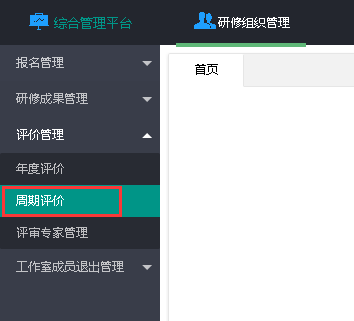 综合管理平台
研修组织管理
报名管理
首页
研修成果管理
评价管理
年度评价
周期评价
评审专家管理
工作室成员退出管理